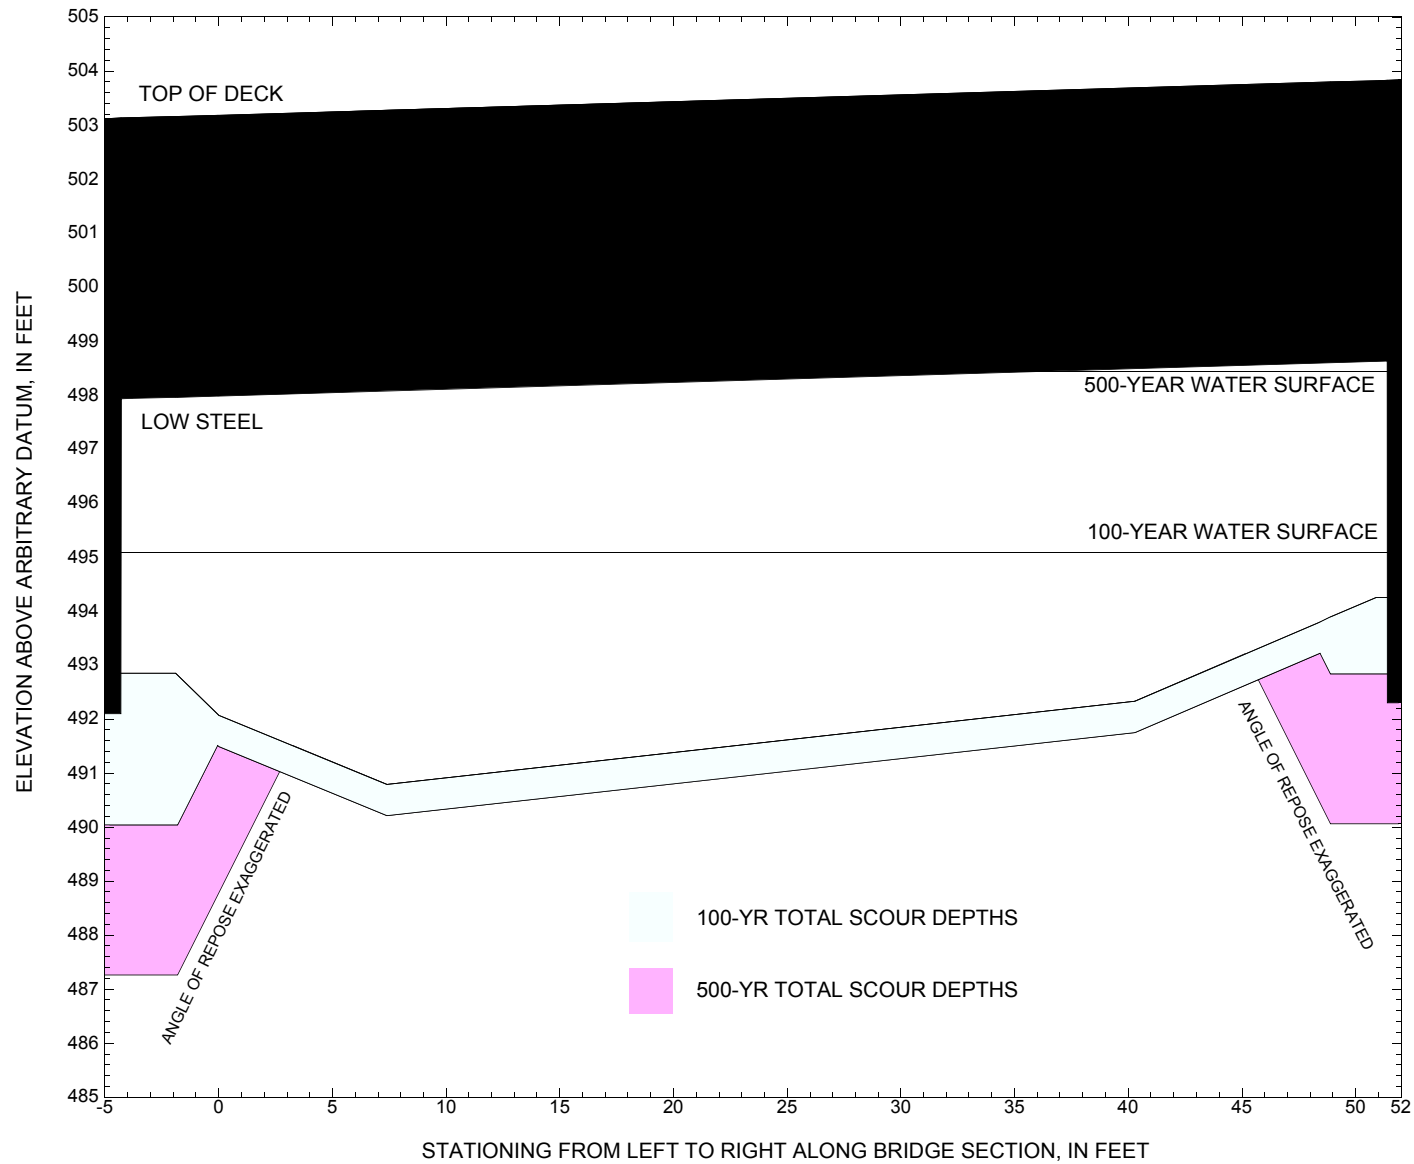 505
504
503
502
501
500
499
498
497
496
495
494
493
492
491
490
489
488
487
486
485
ELEVATION ABOVE ARBITRARY DATUM, IN FEET
TOP OF DECK
LOW STEEL
500-YEAR WATER SURFACE
100-YEAR WATER SURFACE
ANGLE OF REPOSE EXAGGERATED
ANGLE OF REPOSE EXAGGERATED
100-YR TOTAL SCOUR DEPTHS
500-YR TOTAL SCOUR DEPTHS
-5 0 5 10 15 20 25 30 35 40 45 50 52
STATIONING FROM LEFT TO RIGHT ALONG BRIDGE SECTION, IN FEET